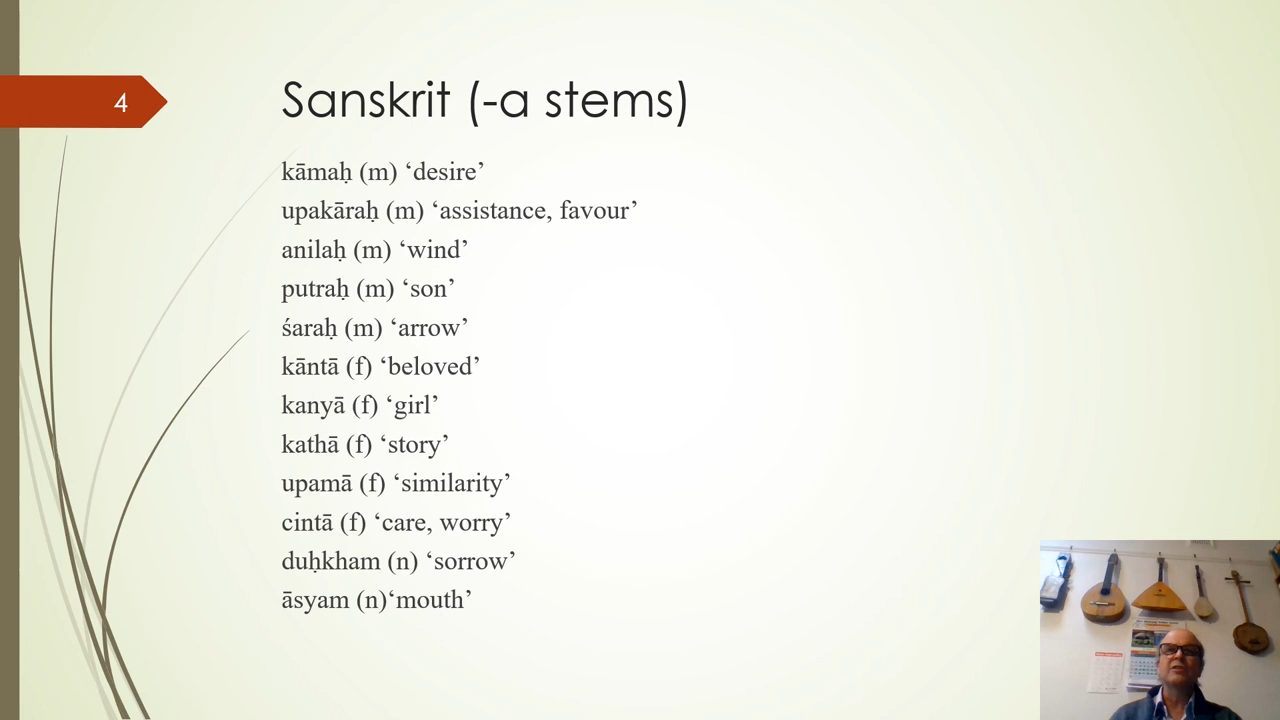 4
Sanskrit (-a stems)
kāmaḥ (m) ‘desire’
upakāraḥ (m) ‘assistance, favour’
anilaḥ (m) ‘wind’
putraḥ (m) ‘son’
śaraḥ (m) ‘arrow’
kāntā (f) ‘beloved’
kanyā (f) ‘girl’
kathā (f) ‘story’
upamā (f) ‘similarity’
cintā (f) ‘care, worry’
duḥkham (n) ‘sorrow’
āsyam (n)‘mouth’